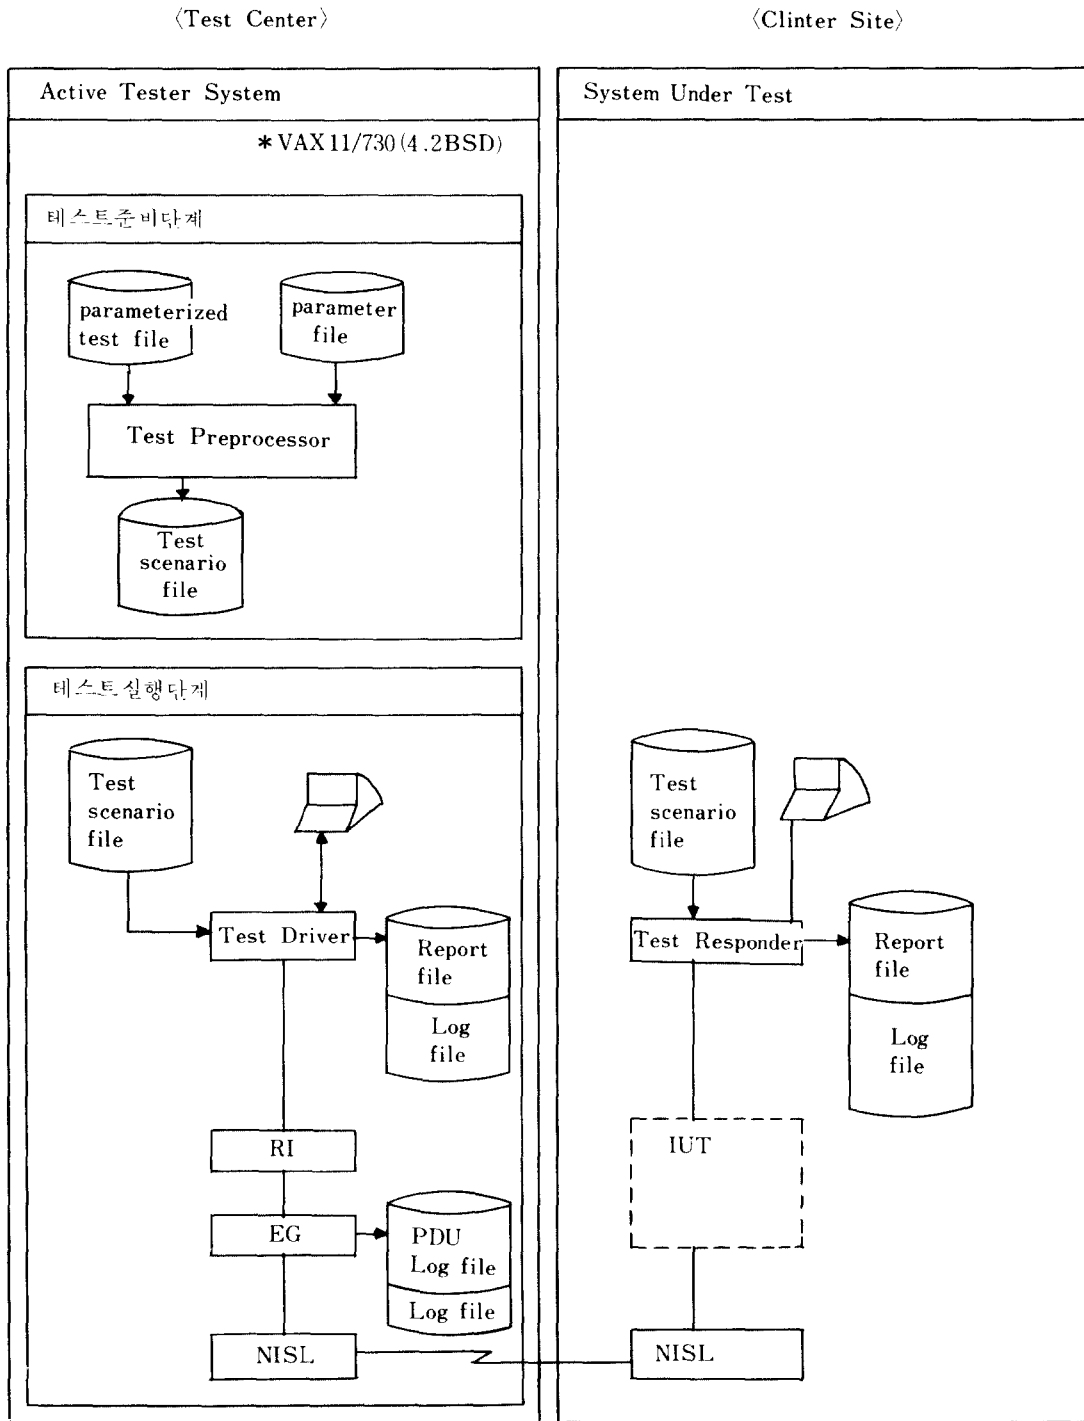 〈Test Center〉
〈Clinter Site〉
Active Tester System
System Under Test
* VAX 11/730 (4.2BSD)
테스트준비단계
parameterized
test file
parameter
file
Test Preprocessor
Test
scenario
file
테스트실행단계
Test
scenario
file
Test Driver
Report
file
Log
file
RI
EG
PDU
Log file
Log file
NISL
Test
scenario
file
Test Responder
Report
file
Log
file
IUT
NISL